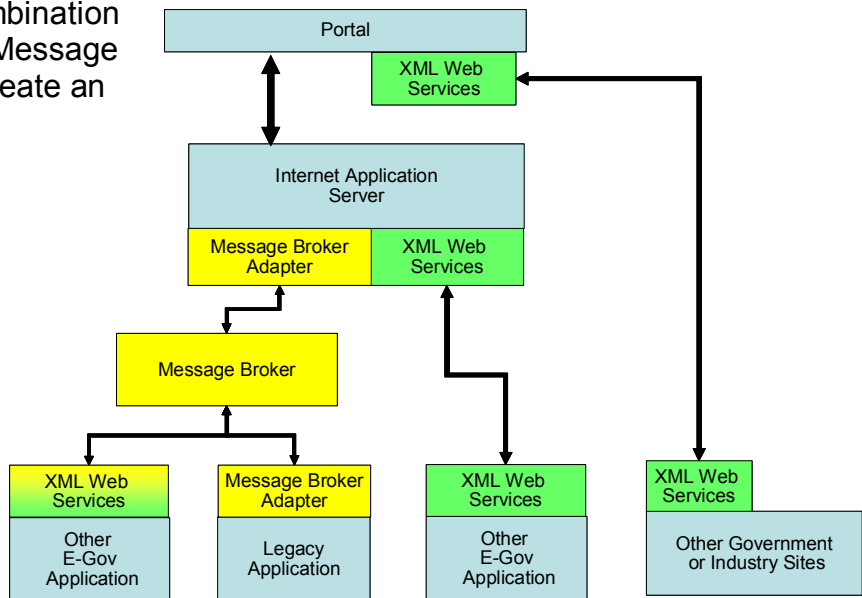 mbination
Message
reate an
Portal
XML Web
Services
Internet Application
Server
Message Broker
Adapter
XML Web
Services
Message Broker
XML Web
Services
Other
E-Gov
Application
Message Broker
Adapter
Legacy
Application
XML Web
Services
Other
E-Gov
Application
XML Web
Services
Other Government
or Industry Sites